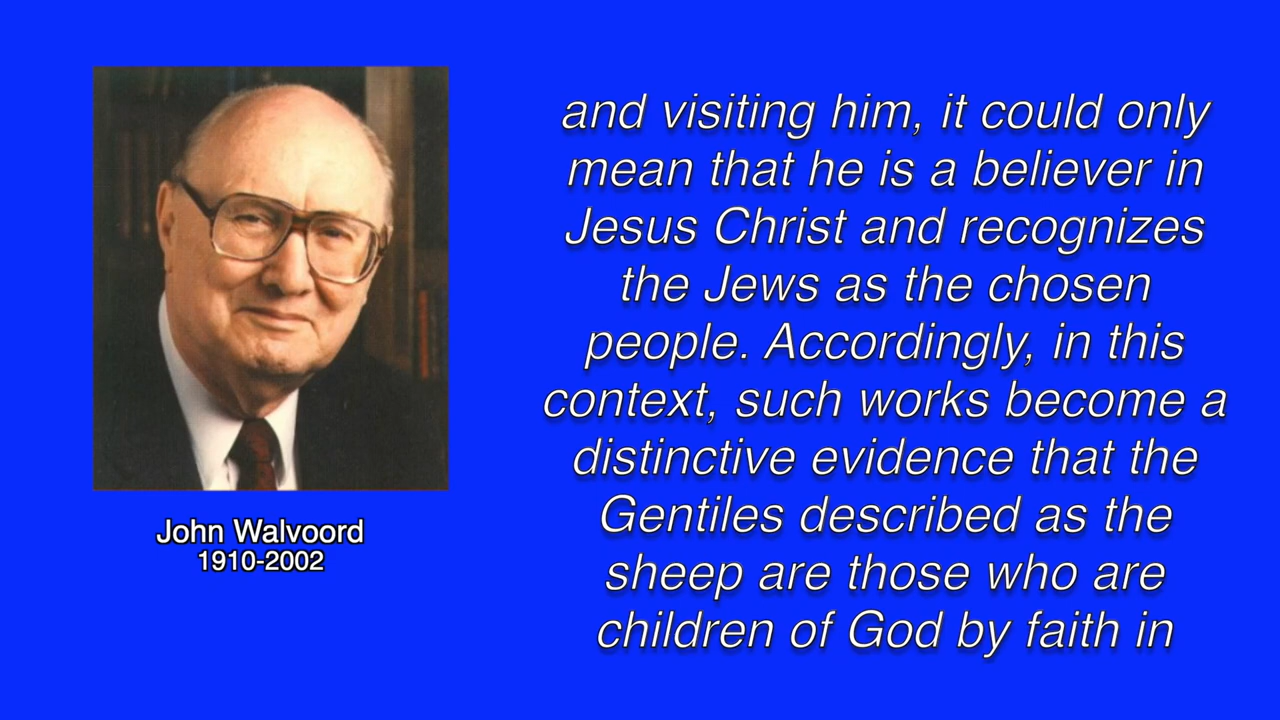 and visiting him, it could only
mean that he is a believer in
Jesus Christ and recognizes
the Jews as the chosen
people. Accordingly, in this
context, such works become a
distinctive evidence that the
Gentiles described as the
sheep are those who are
children of God by faith in
John Walvoord
1910-2002